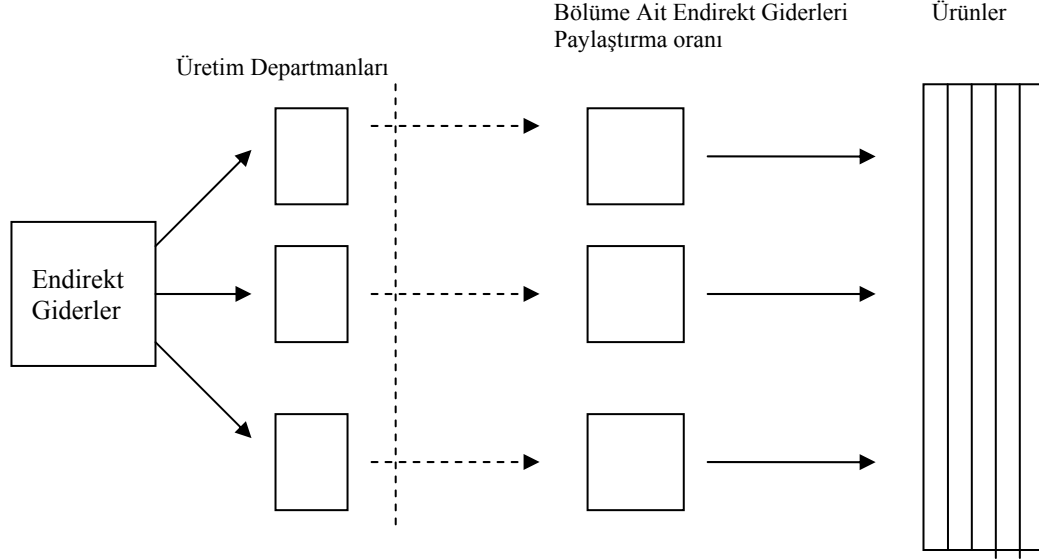 Bölüme Ait Endirekt Giderleri
Paylaştırma oranı
Ürünler
Üretim Departmanları
Endirekt
Giderler